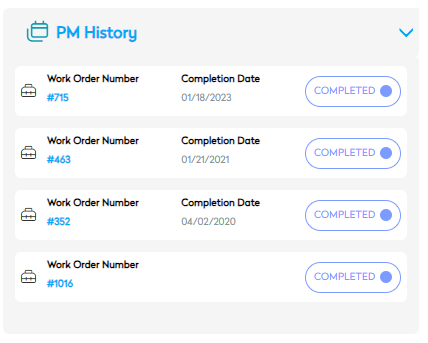 PM History
Work Order Number Completion Date
#715 01/18/2023 COMPLETED
Work Order Number Completion Date
#463 01/21/2021 COMPLETED
Work Order Number Completion Date
#352 04/02/2020 COMPLETED
Work Order Number
#1016 COMPLETED